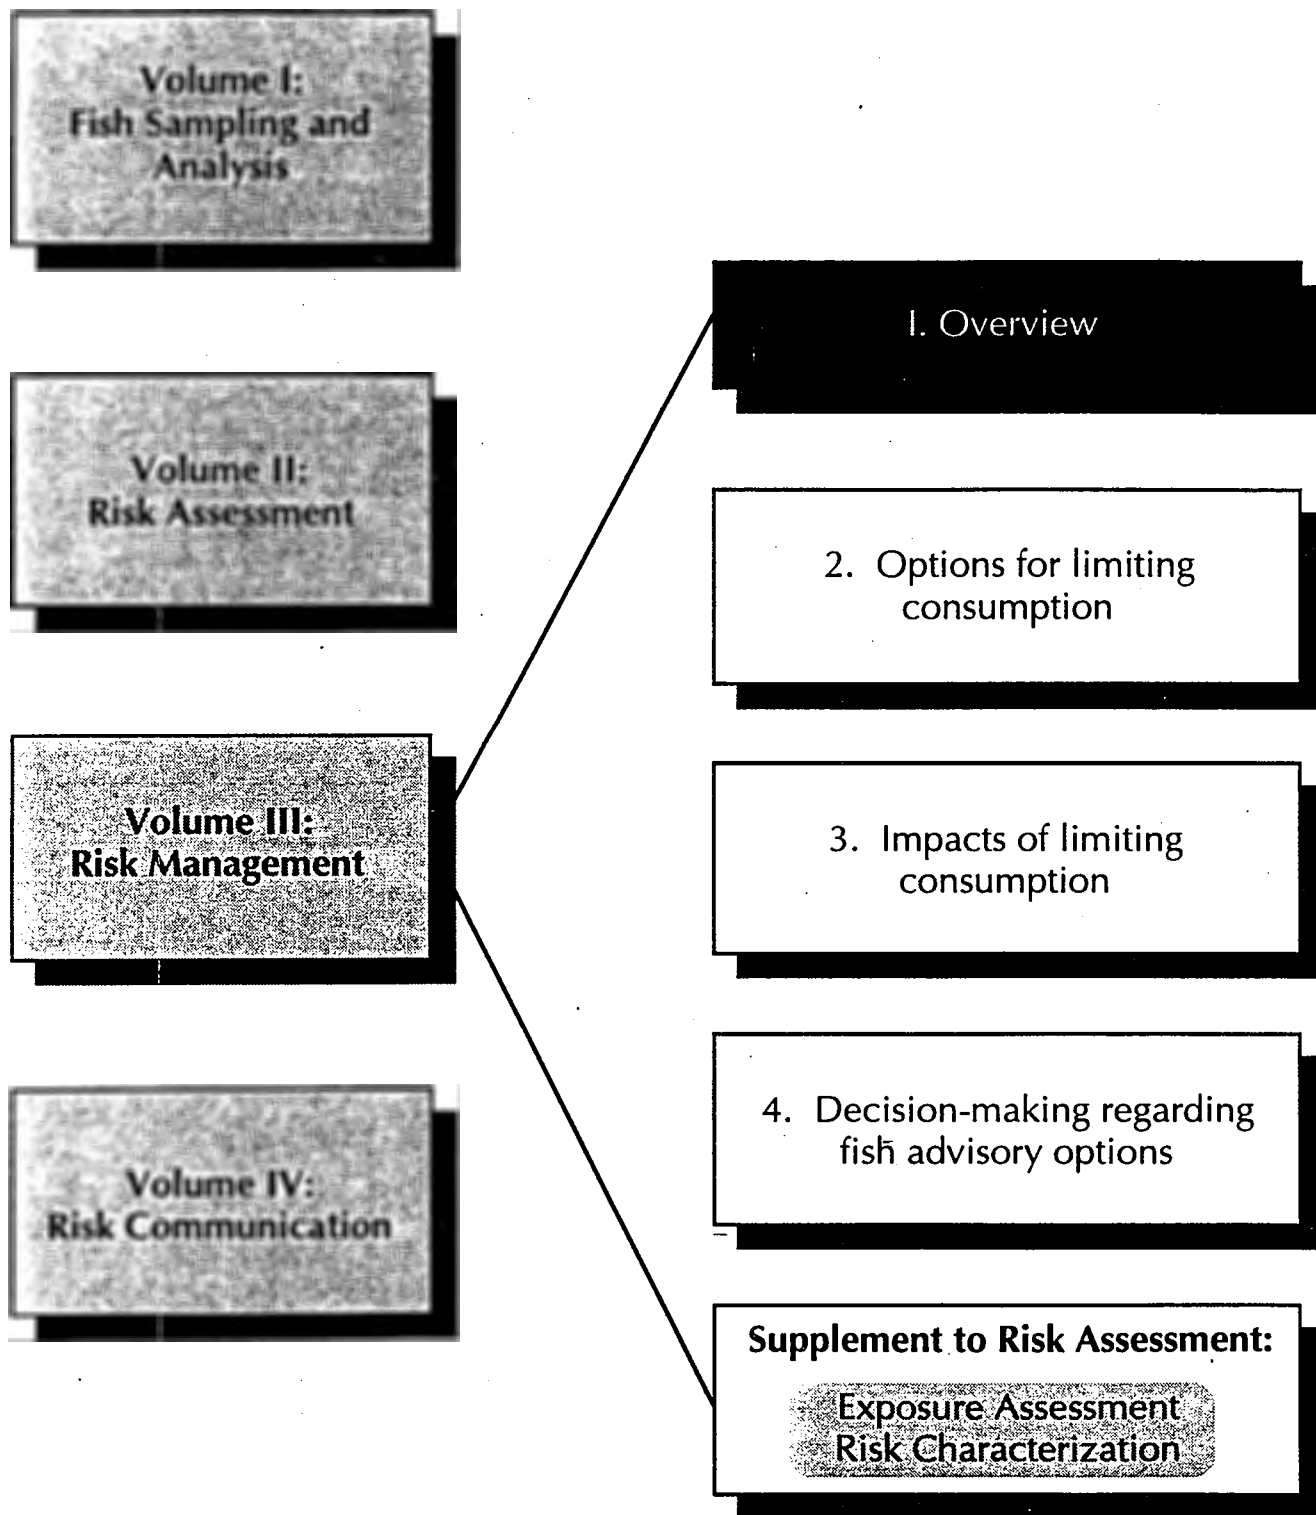 Volume I:
Fish Sampling and
Analysis
Volume II:
Risk Assessment
Volume III:
Risk Management
Volume IV:
Risk Communication
I. Overview
2. Options for limiting
consumption
3. Impacts of limiting
consumption
4. Decision-making regarding
fish advisory options
Supplement to Risk Assessment:
Exposure Assessment
Risk Characterization